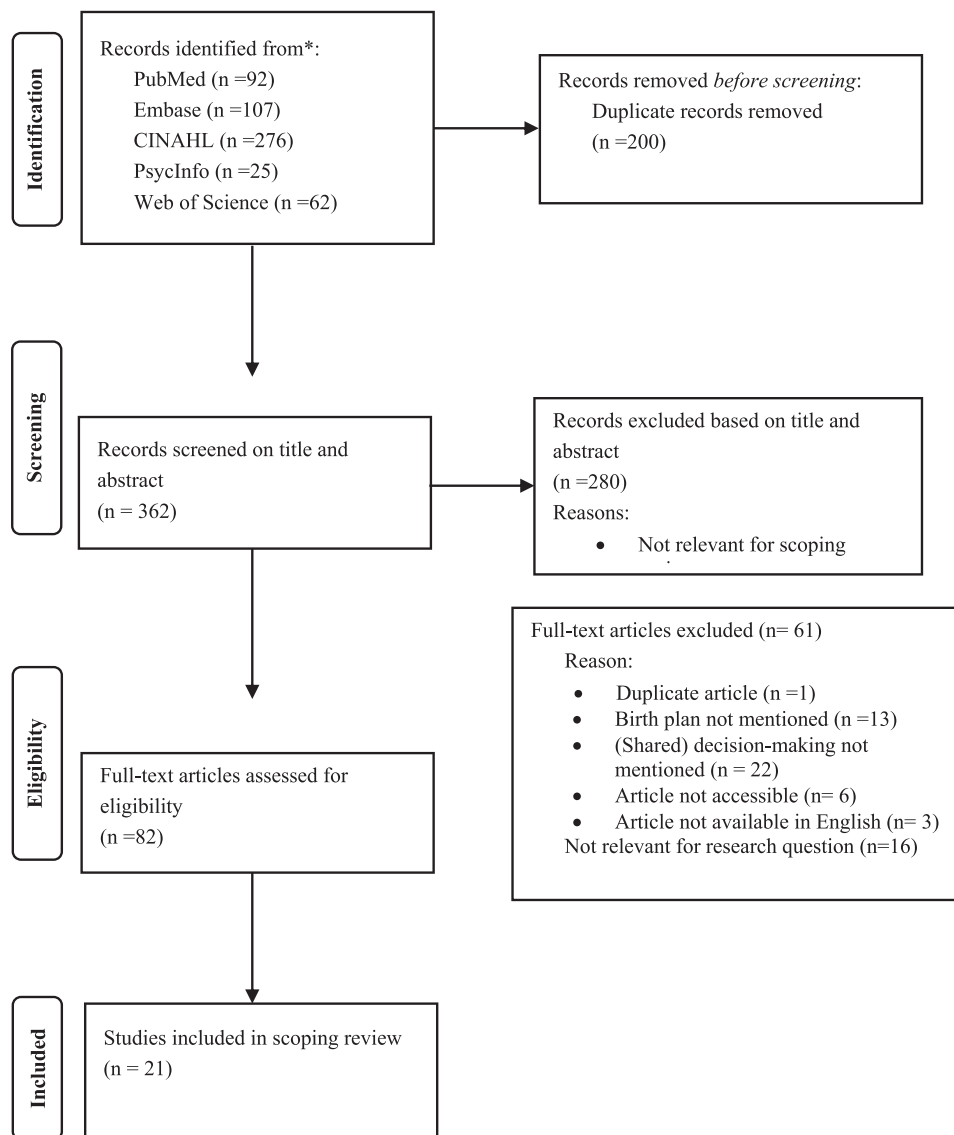 Identification
Records identified from*:
PubMed (n =92)
Embase (n =107)
CINAHL (n =276)
PsycInfo (n =25)
Web of Science (n =62)
Records removed before screening:
Duplicate records removed
(n =200)
Screening
Records screened on title and
abstract
(n = 362)
Records excluded based on title and
abstract
(n =280)
Reasons:
• Not relevant for scoping
Eligibility
Full-text articles assessed for
eligibility
(n =82)
Full-text articles excluded (n= 61)
Reason:
• Duplicate article (n =1)
• Birth plan not mentioned (n =13)
• (Shared) decision-making not
mentioned (n = 22)
• Article not accessible (n= 6)
• Article not available in English (n= 3)
Not relevant for research question (n=16)
Included
Studies included in scoping review
(n = 21)